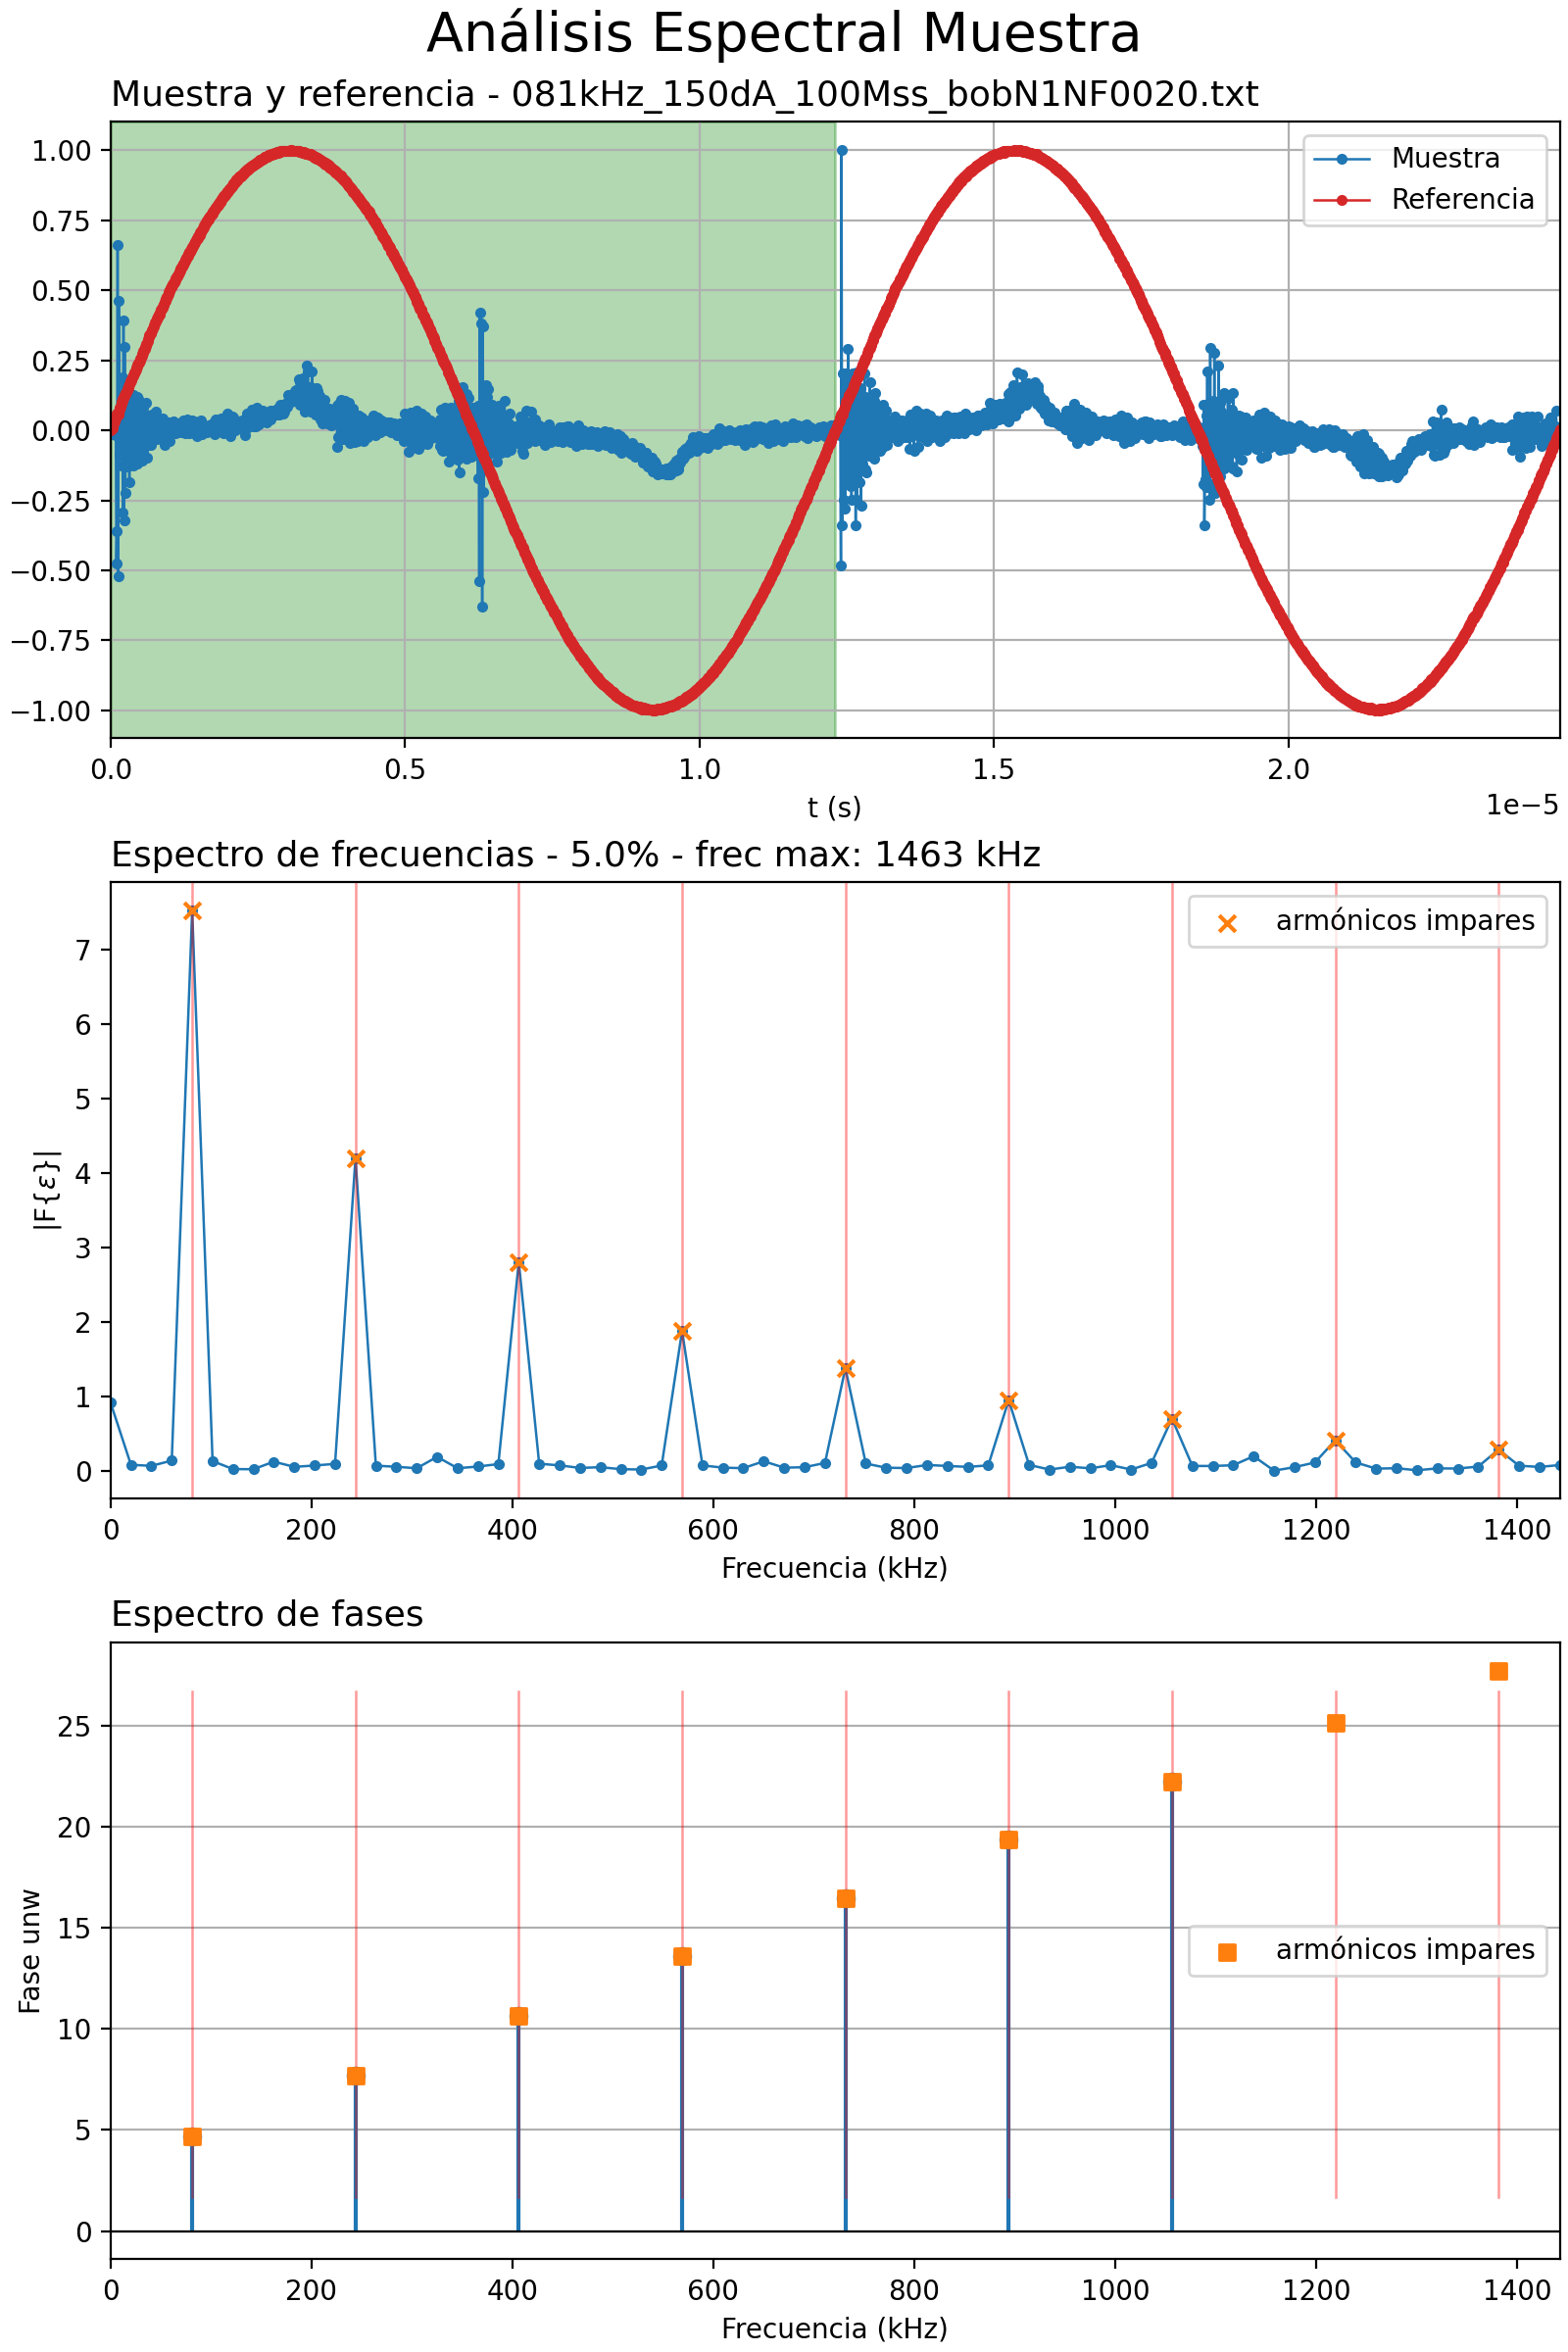 Análisis Espectral Muestra
Muestra y referencia - 081kHz_150dA_100Mss_bobN1NF0020.txt
1.00
0.75
0.50
0.25
0.00
−0.25
−0.50
−0.75
−1.00
Muestra
Referencia
0.0 0.5 1.0 1.5 2.0
t (s)
1e−5
Espectro de frecuencias - 5.0% - frec max: 1463 kHz
|F{ε}|
7
6
5
4
3
2
1
0
armónicos impares
0 200 400 600 800 1000 1200 1400
Frecuencia (kHz)
Espectro de fases
Fase unw
25
20
15
10
5
0
armónicos impares
0 200 400 600 800 1000 1200 1400
Frecuencia (kHz)